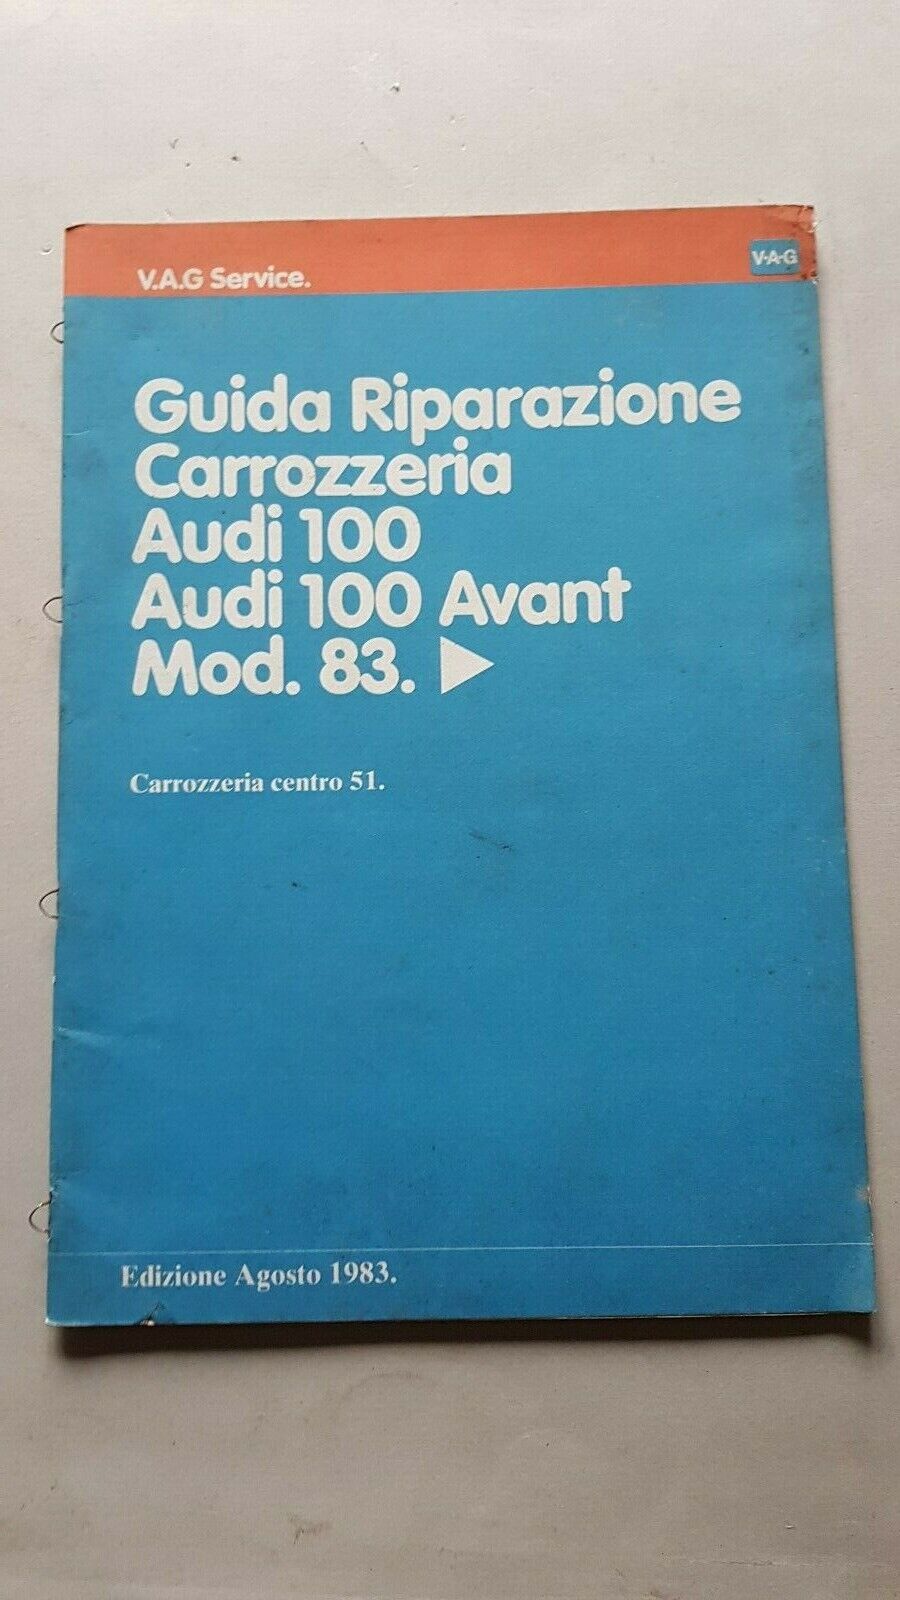 V.A.G Service.
V·A·G
Guida Riparazione
Carrozzeria
Audi 100
Audi 100 Avant
Mod. 83. ▶
Carrozzeria centro 51.
Edizione Agosto 1983.